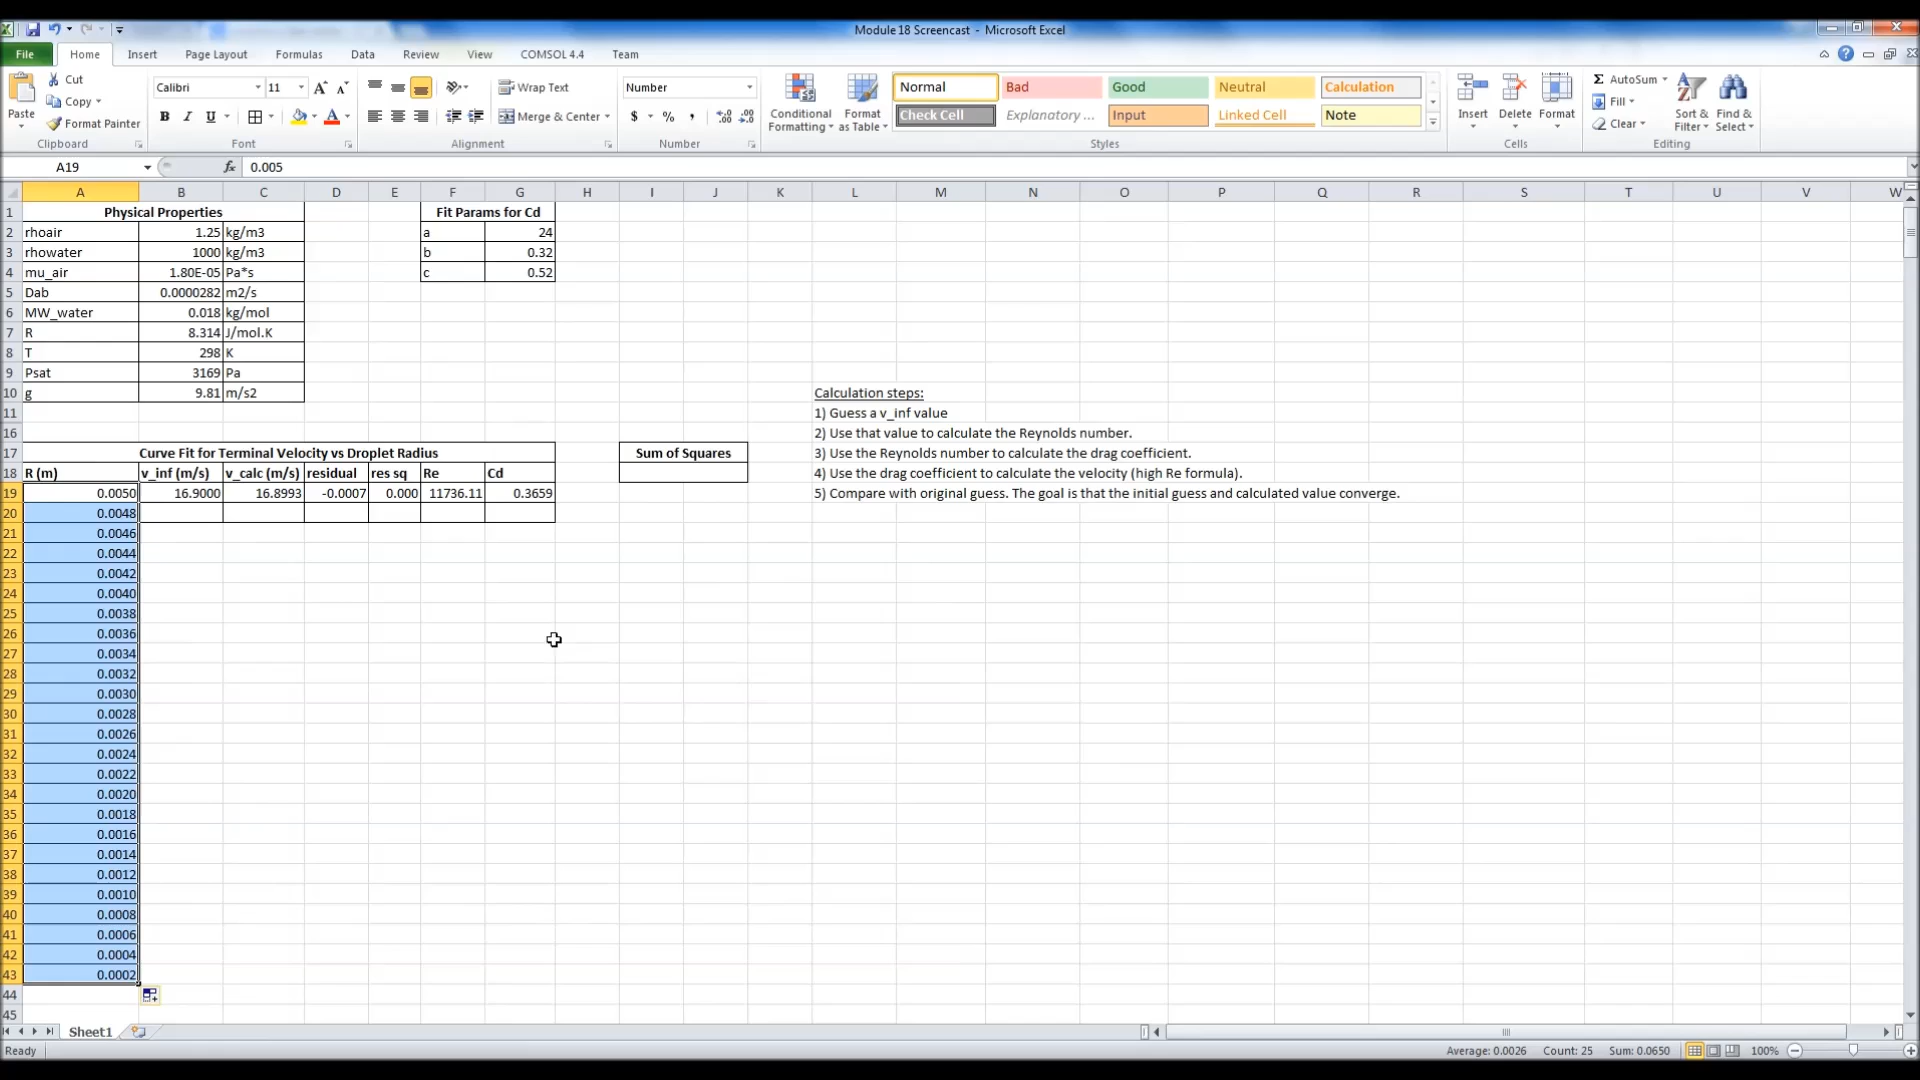 Module 18 Screencast - Microsoft Excel
File Home Insert Page Layout Formulas Data Review View COMSOL 4.4 Team
Paste
Cut
Copy
Format Painter
Clipboard
Calibri 11
B I U
Font
Wrap Text
Merge & Center
Alignment
Number
$ % ,
Number
Conditional Formatting
Format as Table
Normal Bad Good Neutral Calculation
Check Cell Explanatory ... Input Linked Cell Note
Styles
Insert Delete Format
Cells
AutoSum
Fill
Clear
Sort & Filter
Find & Select
Editing
A19 fx 0.005
A B C D E F G H I J K L M N O P Q R S T U V W
1 Physical Properties Fit Params for Cd
2 rhoair 1.25 kg/m3 a 24
3 rhowater 1000 kg/m3 b 0.32
4 mu_air 1.80E-05 Pa*s c 0.52
5 Dab 0.0000282 m2/s
6 MW_water 0.018 kg/mol
7 R 8.314 J/mol.K
8 T 298 K
9 Psat 3169 Pa
10 g 9.81 m/s2 Calculation steps:
11 1) Guess a v_inf value
16 2) Use that value to calculate the Reynolds number.
17 Curve Fit for Terminal Velocity vs Droplet Radius Sum of Squares 3) Use the Reynolds number to calculate the drag coefficient.
18 R (m) v_inf (m/s) v_calc (m/s) residual res sq Re Cd 4) Use the drag coefficient to calculate the velocity (high Re formula).
19 0.0050 16.9000 16.8993 -0.0007 0.000 11736.11 0.3659 5) Compare with original guess. The goal is that the initial guess and calculated value converge.
20 0.0048
21 0.0046
22 0.0044
23 0.0042
24 0.0040
25 0.0038
26 0.0036
27 0.0034
28 0.0032
29 0.0030
30 0.0028
31 0.0026
32 0.0024
33 0.0022
34 0.0020
35 0.0018
36 0.0016
37 0.0014
38 0.0012
39 0.0010
40 0.0008
41 0.0006
42 0.0004
43 0.0002
44
45
Sheet1
Ready Average: 0.0026 Count: 25 Sum: 0.0650 100%